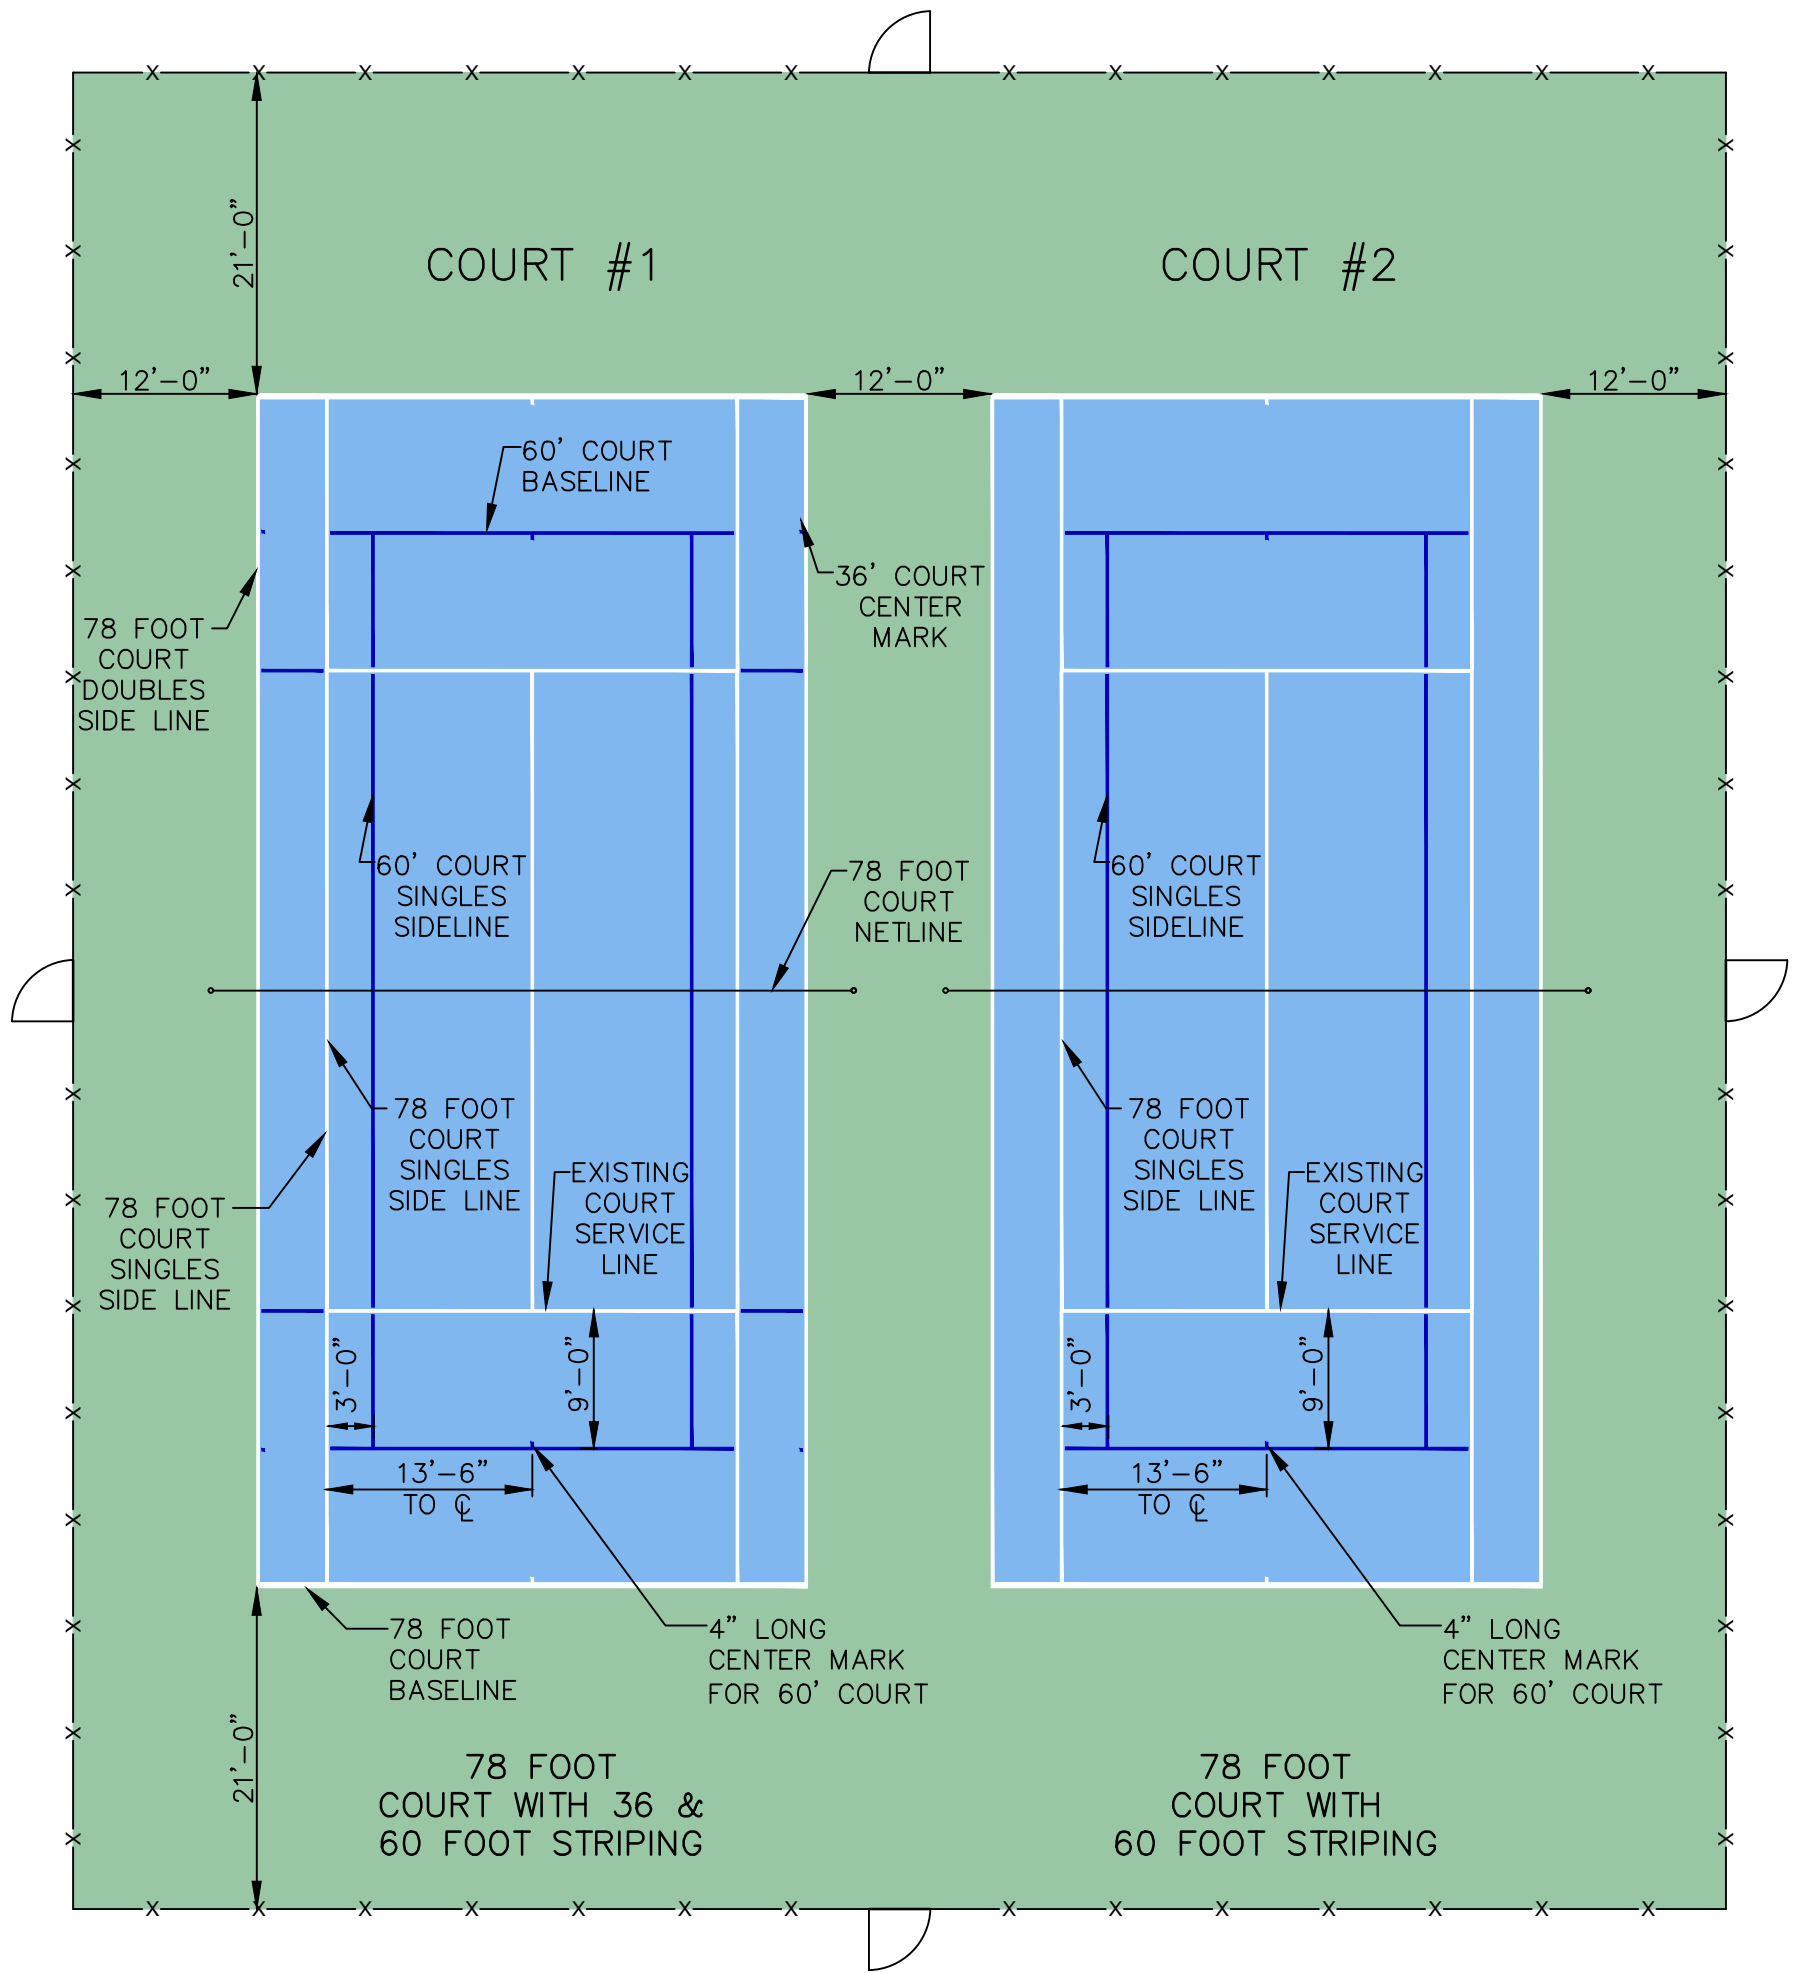 21'-0"
COURT #1
COURT #2
12'-0"
12'-0"
12'-0"
60' COURT
BASELINE
36' COURT
CENTER
MARK
78 FOOT
COURT
DOUBLES
SIDE LINE
60' COURT
SINGLES
SIDELINE
78 FOOT
COURT
NETLINE
60' COURT
SINGLES
SIDELINE
78 FOOT
COURT
SINGLES
SIDE LINE
78 FOOT
COURT
SINGLES
SIDE LINE
EXISTING
COURT
SERVICE
LINE
78 FOOT
COURT
SINGLES
SIDE LINE
EXISTING
COURT
SERVICE
LINE
3'-0"
9'-0"
3'-0"
9'-0"
13'-6"
TO ℄
13'-6"
TO ℄
78 FOOT
COURT
BASELINE
4" LONG
CENTER MARK
FOR 60' COURT
4" LONG
CENTER MARK
FOR 60' COURT
21'-0"
78 FOOT
COURT WITH 36 &
60 FOOT STRIPING
78 FOOT
COURT WITH
60 FOOT STRIPING